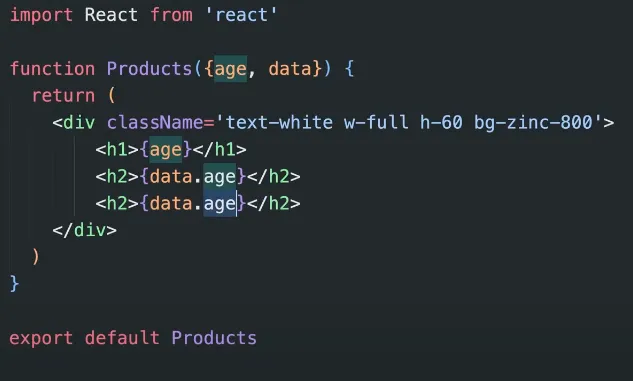 import React from 'react'
function Products({age, data}) {
return (
<div className='text-white w-full h-60 bg-zinc-800'>
<h1>{age}</h1>
<h2>{data.age}</h2>
<h2>{data.age}</h2>
</div>
)
}
export default Products